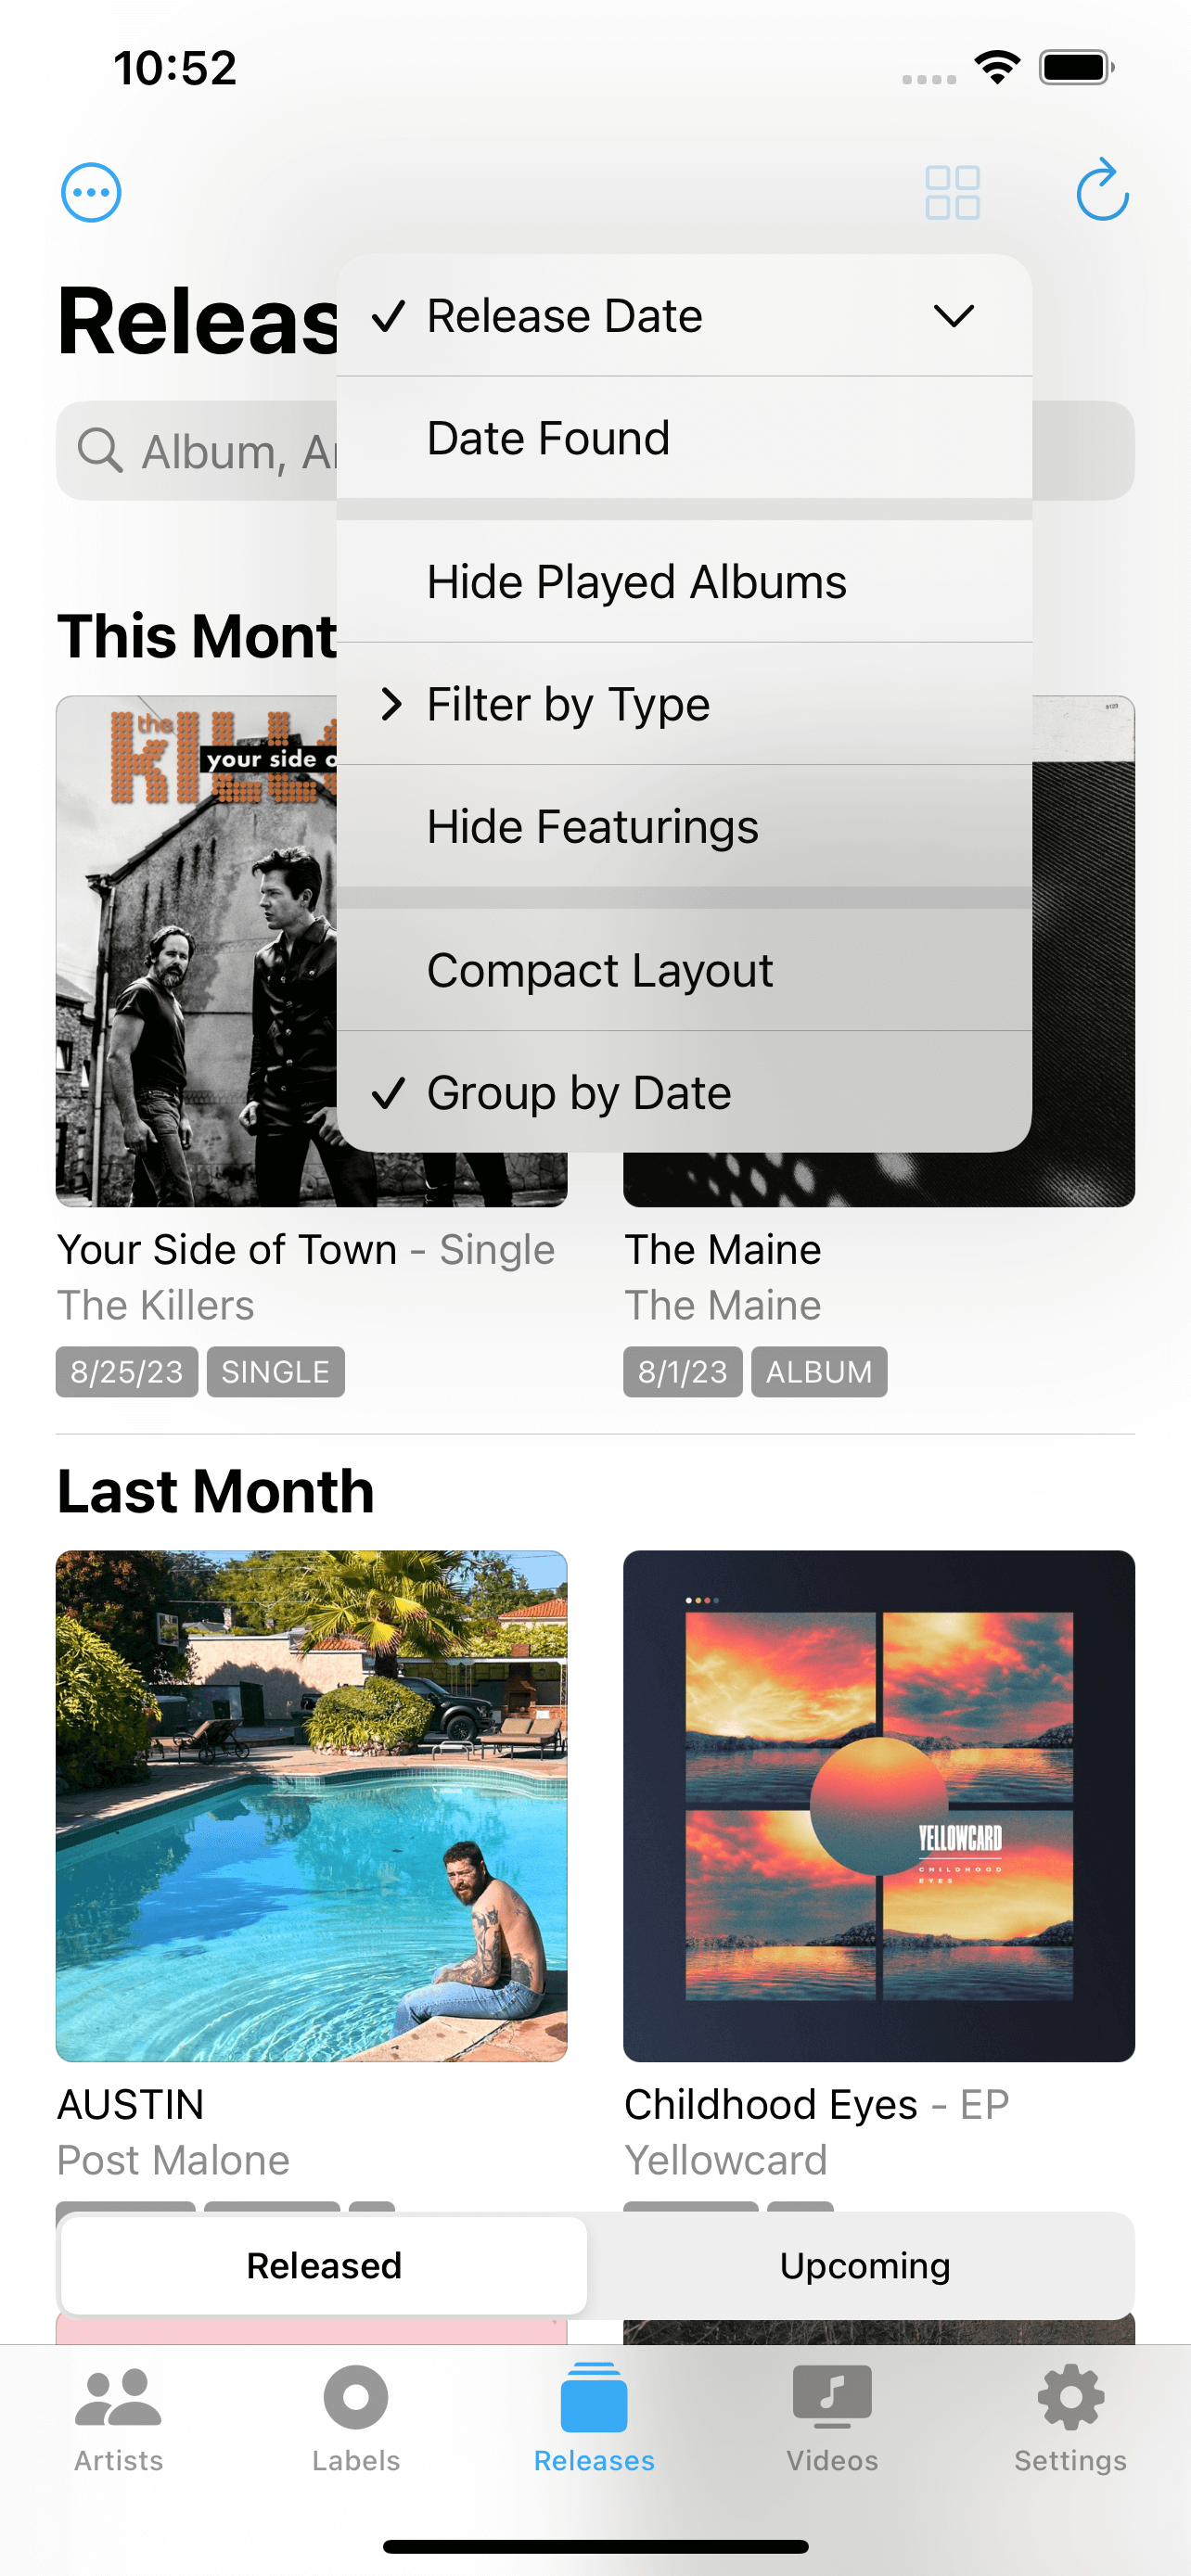 10:52
Releas
Release Date
Date Found
Album, Ar
Hide Played Albums
This Mont
Filter by Type
the
your side o
Hide Featurings
Compact Layout
Group by Date
Your Side of Town - Single
The Killers
8/25/23 SINGLE
The Maine
The Maine
8/1/23 ALBUM
Last Month
YELLOWCARD
CHILDHOOD
EYES
AUSTIN
Post Malone
Childhood Eyes - EP
Yellowcard
Released
Upcoming
Artists
Labels
Releases
Videos
Settings